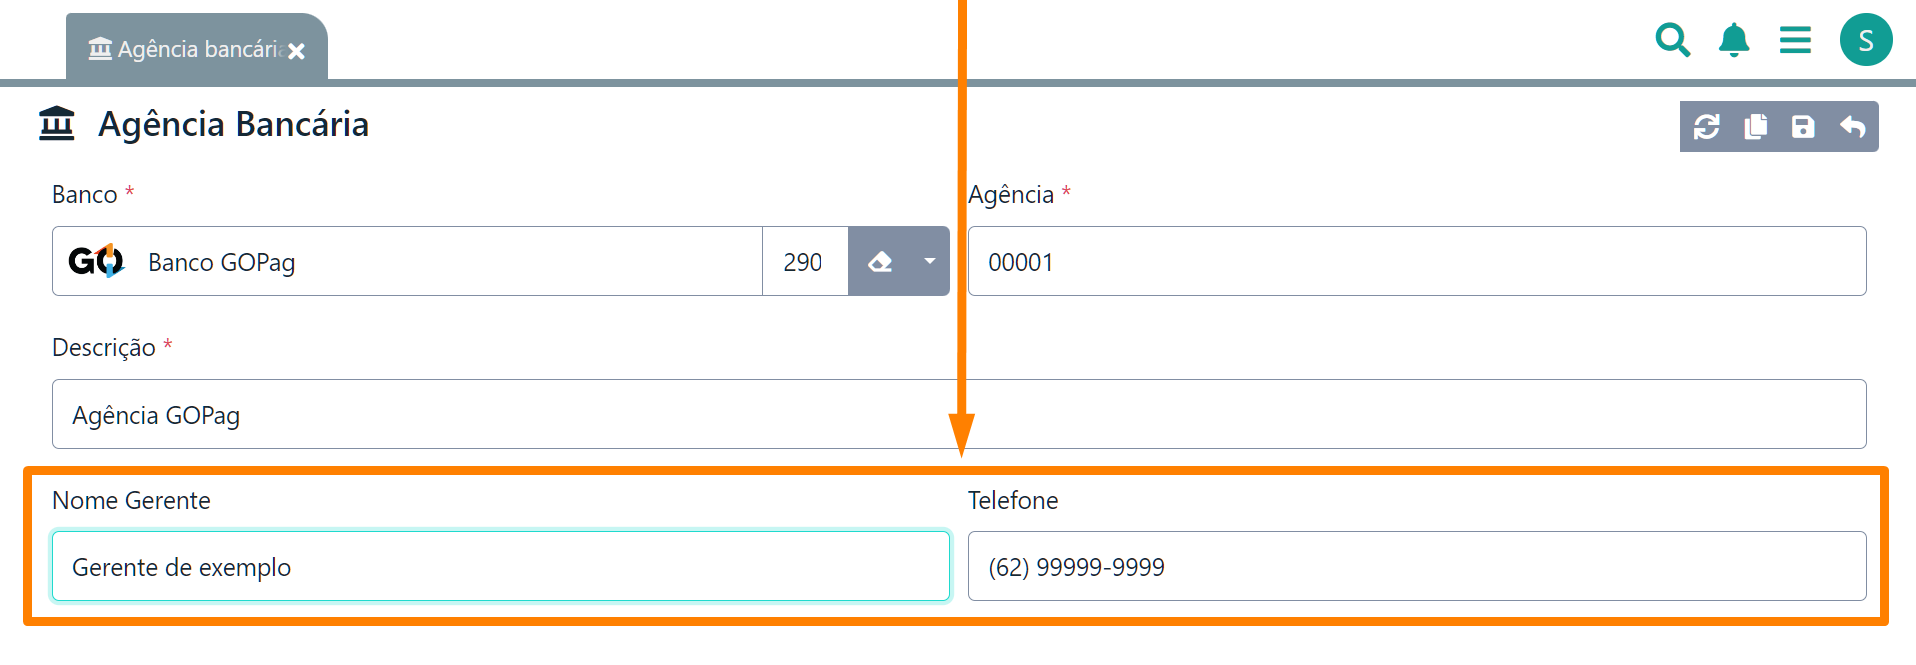 Agência bancári
S
Agência Bancária
Banco *
Agência *
GO Banco GOPag 290
00001
Descrição *
Agência GOPag
Nome Gerente
Telefone
Gerente de exemplo
(62) 99999-9999